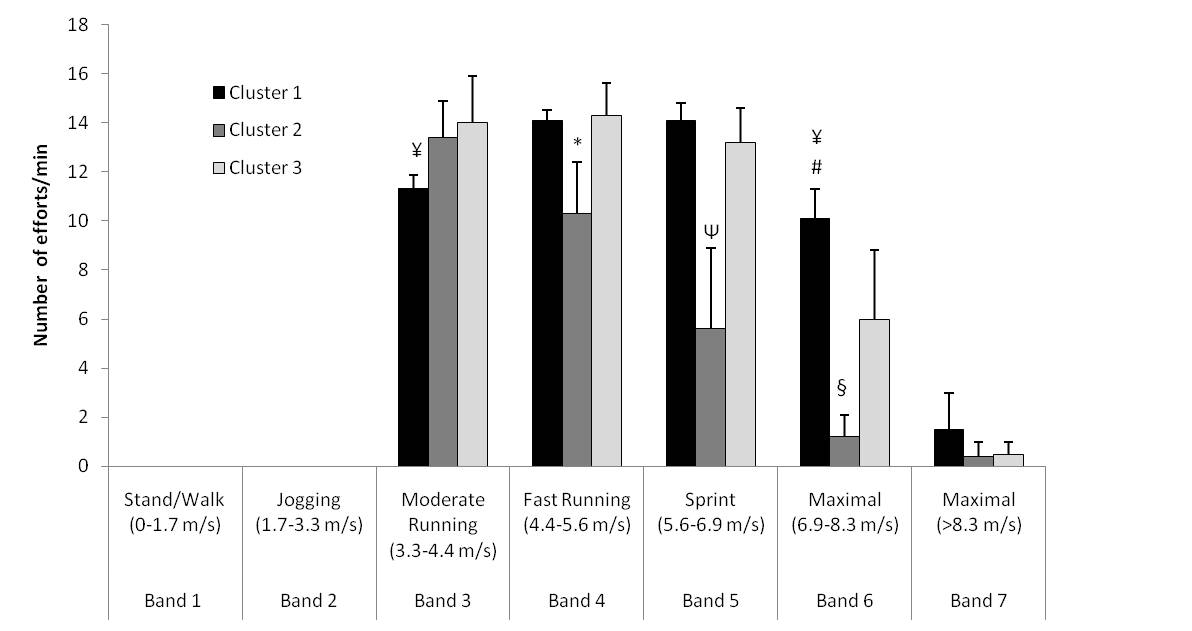 Number of efforts/min
18
16
14
12
10
8
6
4
2
0
Cluster 1
Cluster 2
Cluster 3
¥
*
Ψ
¥
#
§
Stand/Walk
(0-1.7 m/s)
Jogging
(1.7-3.3 m/s)
Moderate
Running
(3.3-4.4 m/s)
Fast Running
(4.4-5.6 m/s)
Sprint
(5.6-6.9 m/s)
Maximal
(6.9-8.3 m/s)
Maximal
(>8.3 m/s)
Band 1
Band 2
Band 3
Band 4
Band 5
Band 6
Band 7